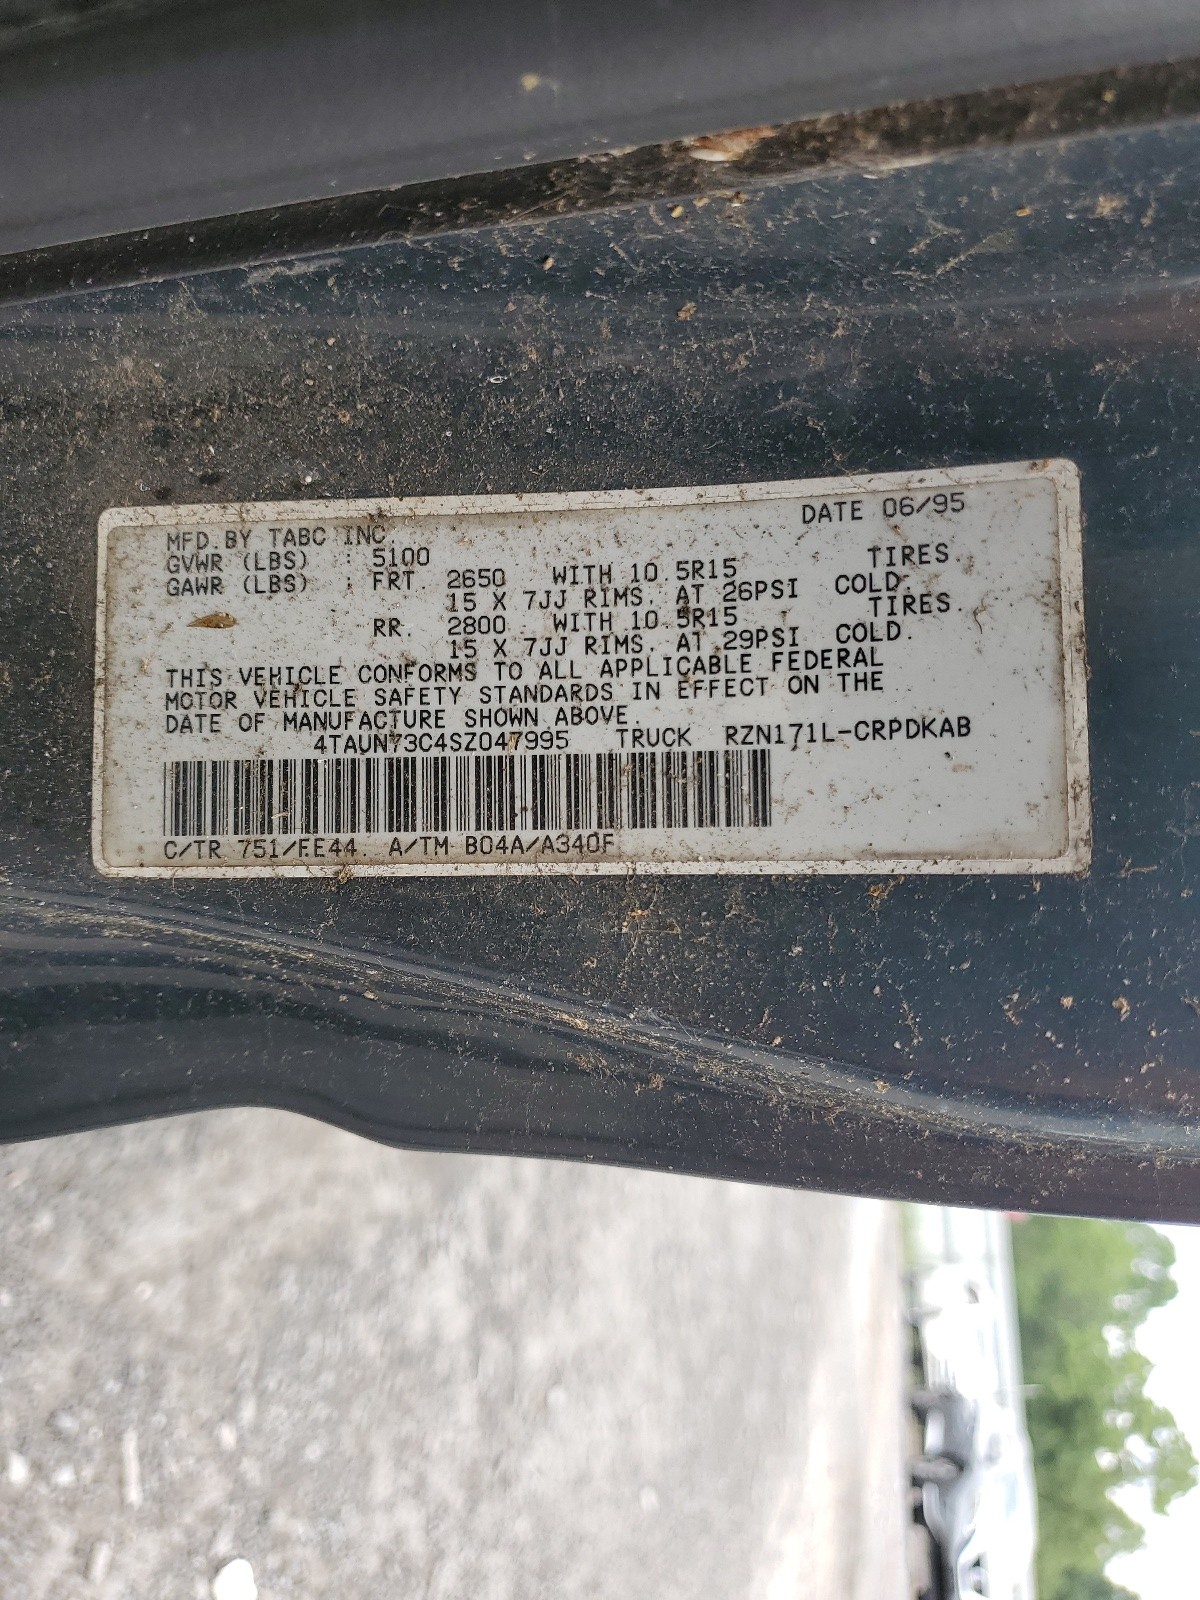 DATE 06/95
MFD.BY TABC INC.
GVWR (LBS) : 5100
GAWR (LBS) : FRT. 2650 WITH 10.5R15 TIRES.
15 X 7JJ RIMS. AT 26PSI COLD.
RR. 2800 WITH 10.5R15 TIRES.
15 X 7JJ RIMS. AT 29PSI COLD.
THIS VEHICLE CONFORMS TO ALL APPLICABLE FEDERAL
MOTOR VEHICLE SAFETY STANDARDS IN EFFECT ON THE
DATE OF MANUFACTURE SHOWN ABOVE.
4TAUN73C4SZ047995 TRUCK RZN171L-CRPDKAB
C/TR 751/FE44 A/TM B04A/A340F